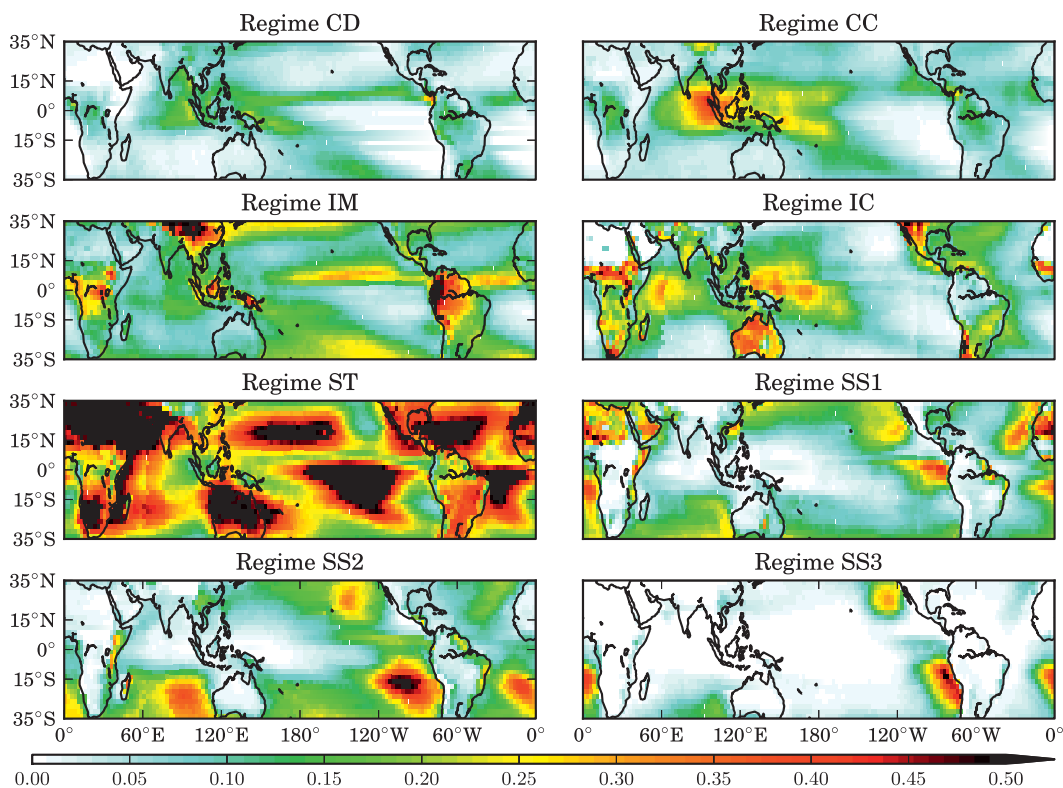 Regime CD
Regime CC
35°N
15°N
0°
15°S
35°S
Regime IM
Regime IC
35°N
15°N
0°
15°S
35°S
Regime ST
Regime SS1
35°N
15°N
0°
15°S
35°S
Regime SS2
Regime SS3
35°N
15°N
0°
15°S
35°S
0° 60°E 120°E 180° 120°W 60°W 0°
60°E 120°E 180° 120°W 60°W 0°
0.00 0.05 0.10 0.15 0.20 0.25 0.30 0.35 0.40 0.45 0.50